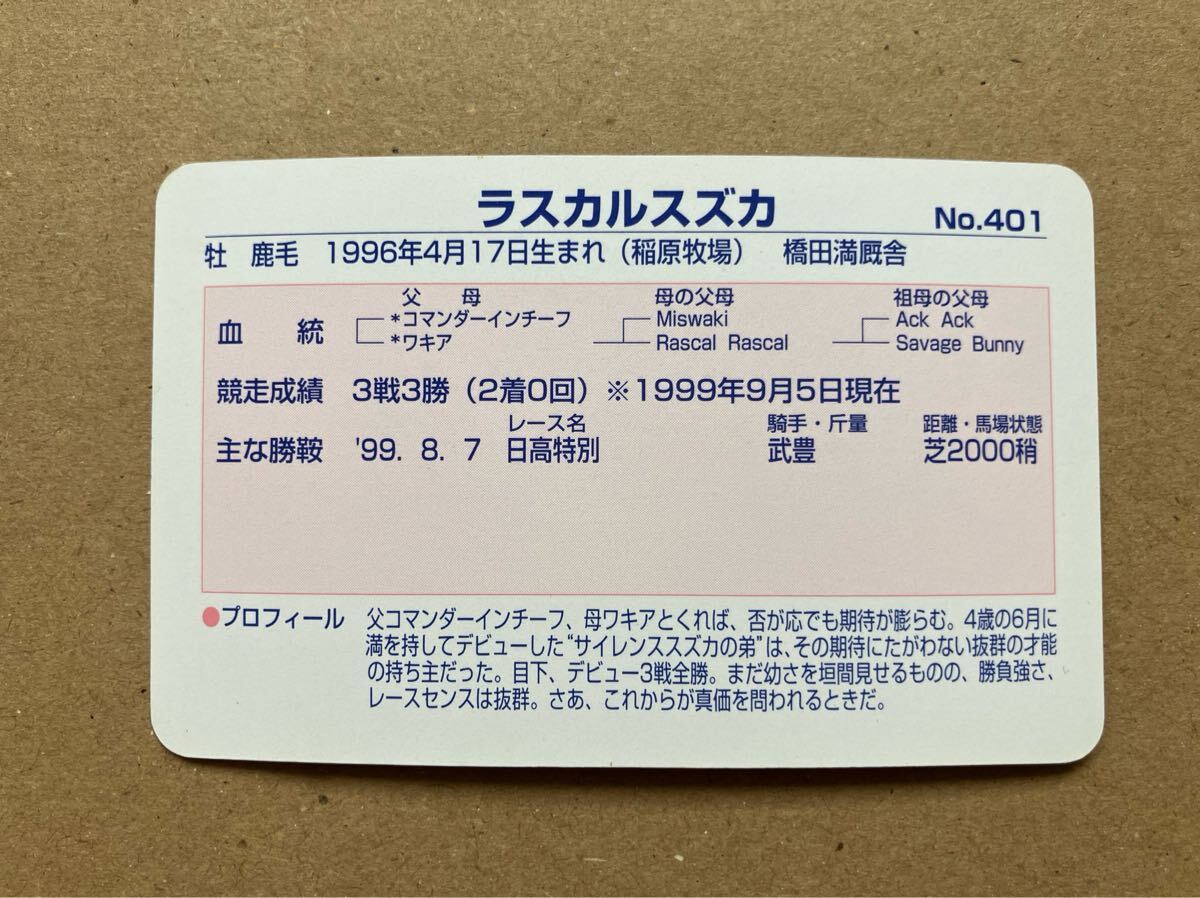 ラスカルスズカ No.401
牡 鹿毛 1996年4月17日生まれ（稲原牧場） 橋田満厩舎
父 母 母の父母 祖母の父母
血 統 *コマンダーインチーフ Miswaki Ack Ack
*ワキア Rascal Rascal Savage Bunny
競走成績 3戦3勝（2着0回）※1999年9月5日現在
レース名 騎手・斤量 距離・馬場状態
主な勝鞍 '99. 8. 7 日高特別 武豊 芝2000稍
●プロフィール 父コマンダーインチーフ、母ワキアとくれば、否が応でも期待が膨らむ。4歳の6月に
満を持してデビューした“サイレンススズカの弟”は、その期待にたがわない抜群の才能
の持ち主だった。目下、デビュー3戦全勝。まだ幼さを垣間見せるものの、勝負強さ、
レースセンスは抜群。さあ、これからが真価を問われるときだ。